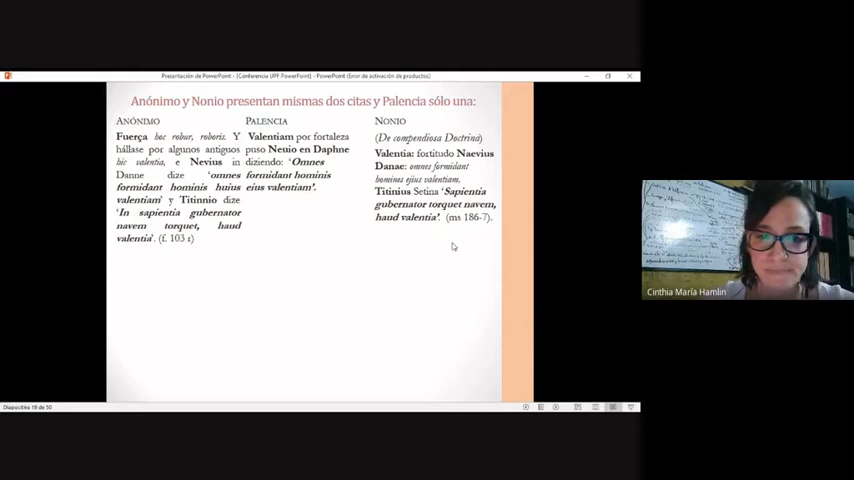 Presentación de PowerPoint - [Conferencia UPF PowerPoint] - PowerPoint (Error de activación de productos)
Anónimo y Nonio presentan mismas dos citas y Palencia sólo una:
ANÓNIMO
Fuerça hoc robur, roboris. Y
hállase por algunos antiguos
hic valentia, e Nevius in
Danne dize 'omnes
formidant hominis huius
valentiam' y Titinnio dize
'In sapientia gubernator
navem torquet, haud
valentia'. (f. 103 r)
PALENCIA
Valentiam por fortaleza
puso Neuio en Daphne
diziendo: 'Omnes
formidant hominis
eius valentiam'.
NONIO
(De compendiosa Doctrina)
Valentia: fortitudo Naevius
Danae: omnes formidant
homines ejius valentiam.
Titinius Setina 'Sapientia
gubernator torquet navem,
haud valentia'. (ms 186-7).
Diapositiva 19 de 50
Cinthia María Hamlin